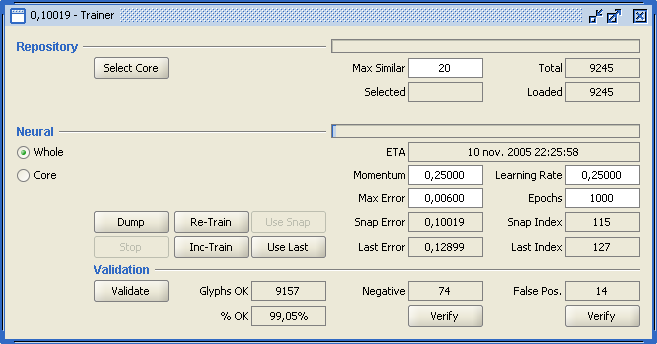 0,10019 - Trainer
Repository
Select Core Max Similar 20 Total 9245
Selected Loaded 9245
Neural
Whole ETA 10 nov. 2005 22:25:58
Core Momentum 0,25000 Learning Rate 0,25000
Max Error 0,00600 Epochs 1000
Dump Re-Train Use Snap Snap Error 0,10019 Snap Index 115
Stop Inc-Train Use Last Last Error 0,12899 Last Index 127
Validation
Validate Glyphs OK 9157 Negative 74 False Pos. 14
% OK 99,05% Verify Verify